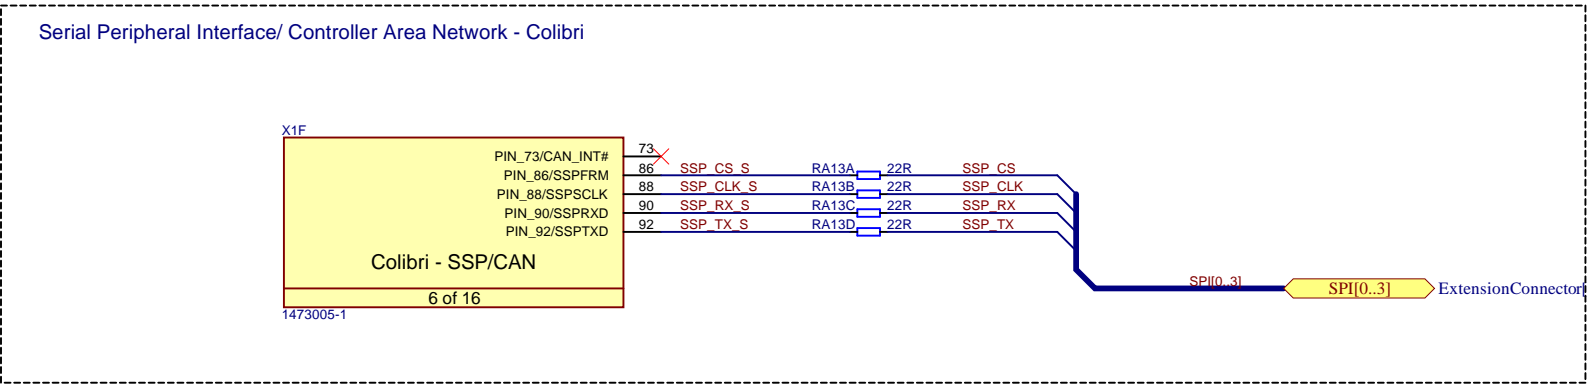 Serial Peripheral Interface/ Controller Area Network - Colibri
X1F
PIN_73/CAN_INT# 73
PIN_86/SSPFRM 86 SSP_CS_S RA13A 22R SSP_CS
PIN_88/SSPSCLK 88 SSP_CLK_S RA13B 22R SSP_CLK
PIN_90/SSPRXD 90 SSP_RX_S RA13C 22R SSP_RX
PIN_92/SSPTXD 92 SSP_TX_S RA13D 22R SSP_TX
Colibri - SSP/CAN
SPI[0..3] SPI[0..3] ExtensionConnector[
6 of 16
1473005-1